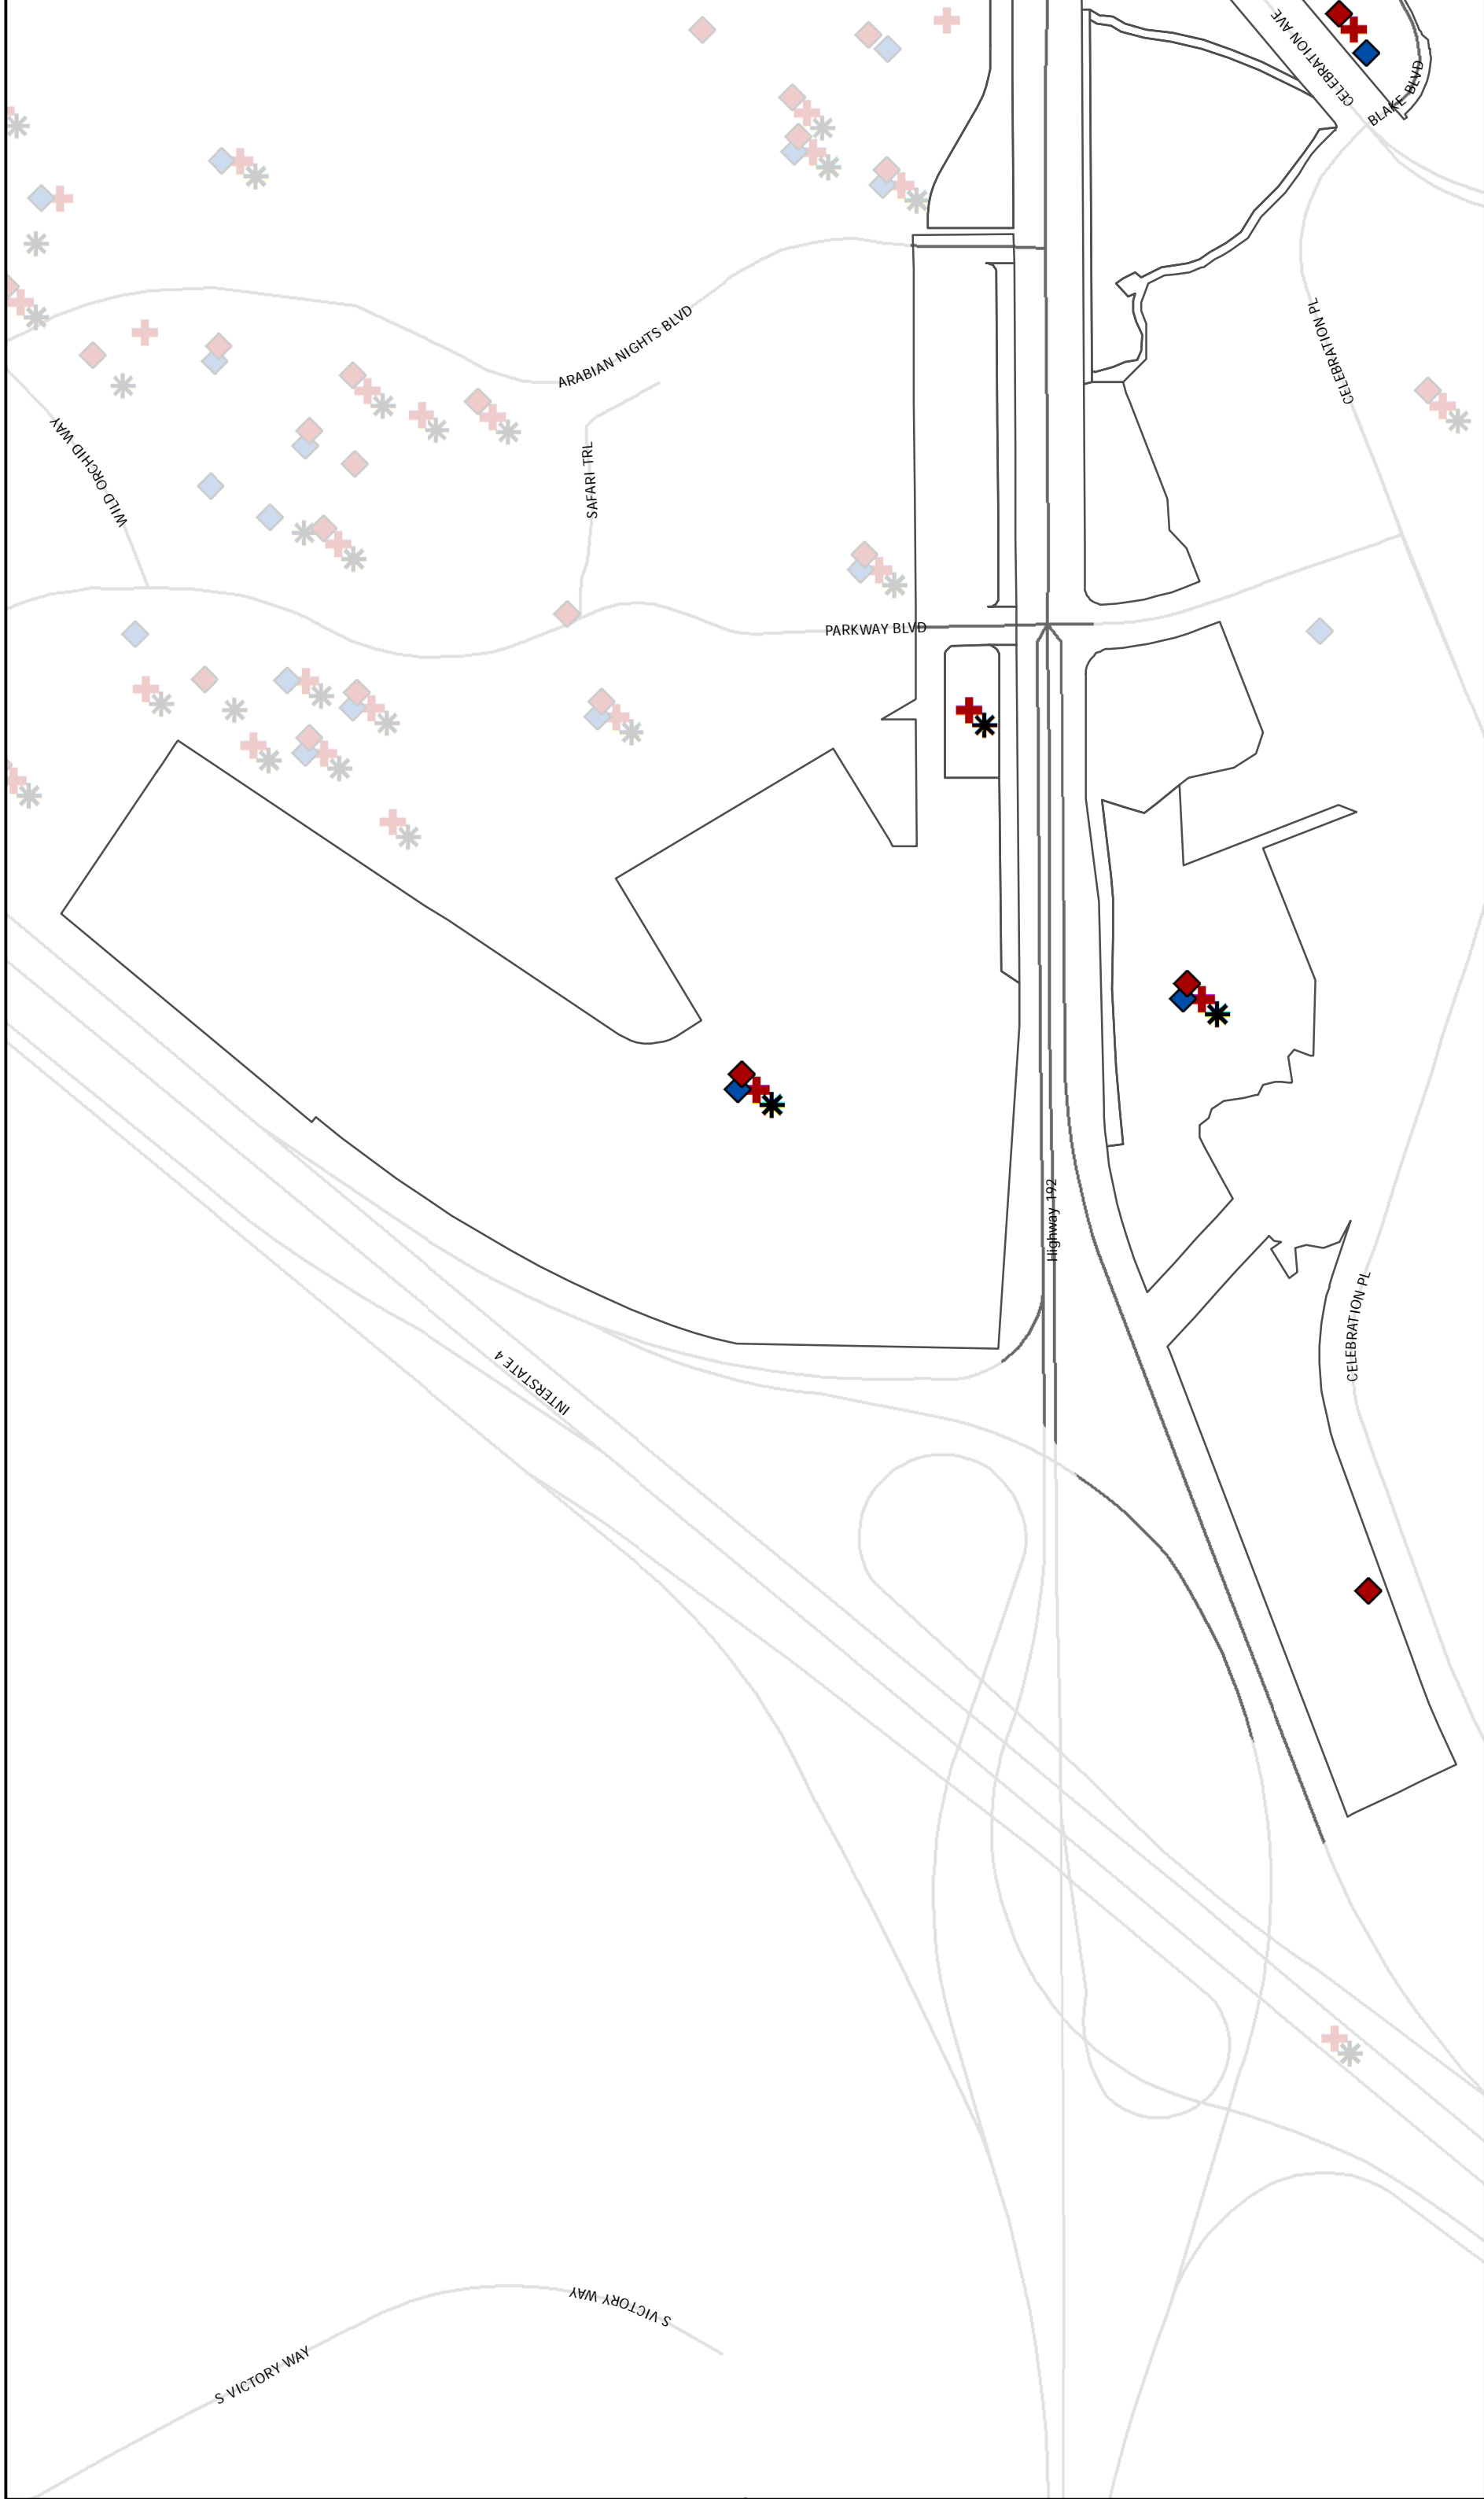 CELEBRATION AVE
BLAKE BLVD
ARABIAN NIGHTS BLVD
CELEBRATION PL
WILD ORCHID WAY
SAFARI TRL
PARKWAY BLVD
Highway 192
CELEBRATION PL
INTERSTATE 4
S VICTORY WAY
S VICTORY WAY